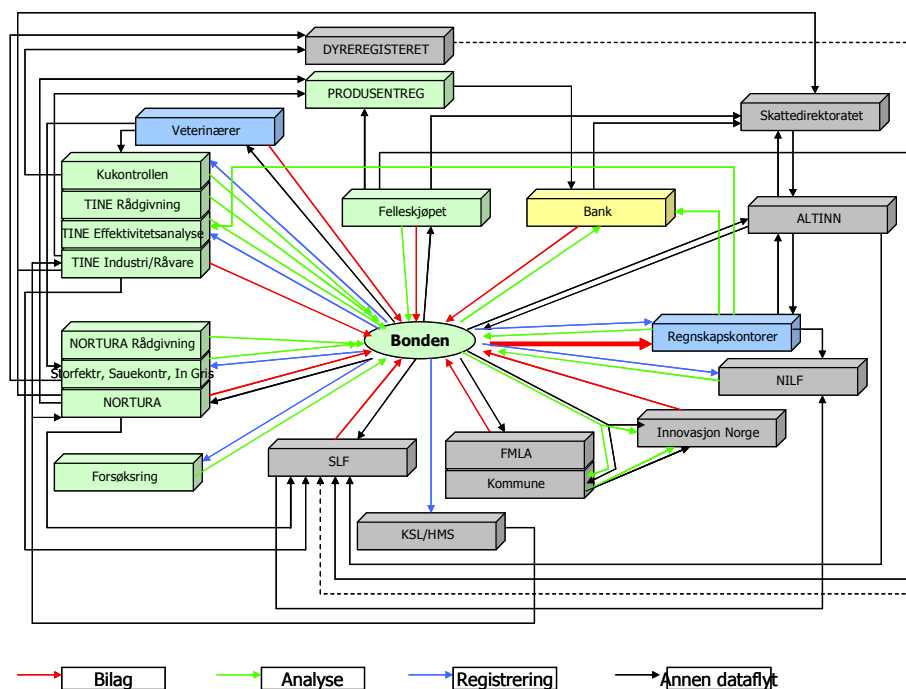 DYREREGISTERET
PRODUSENTREG
Skattedirektoratet
Veterinærer
Kukontrollen
TINE Rådgivning
Felleskjøpet
Bank
ALTINN
TINE Effektivitetsanalyse
TINE Industri/Råvare
Bonden
Regnskapskontorer
NORTURA Rådgivning
Storfektr, Sauekontr, In Gris
NILF
NORTURA
Innovasjon Norge
FMLA
SLF
Forsøksring
Kommune
KSL/HMS
Bilag
Analyse
Registrering
Annen dataflyt